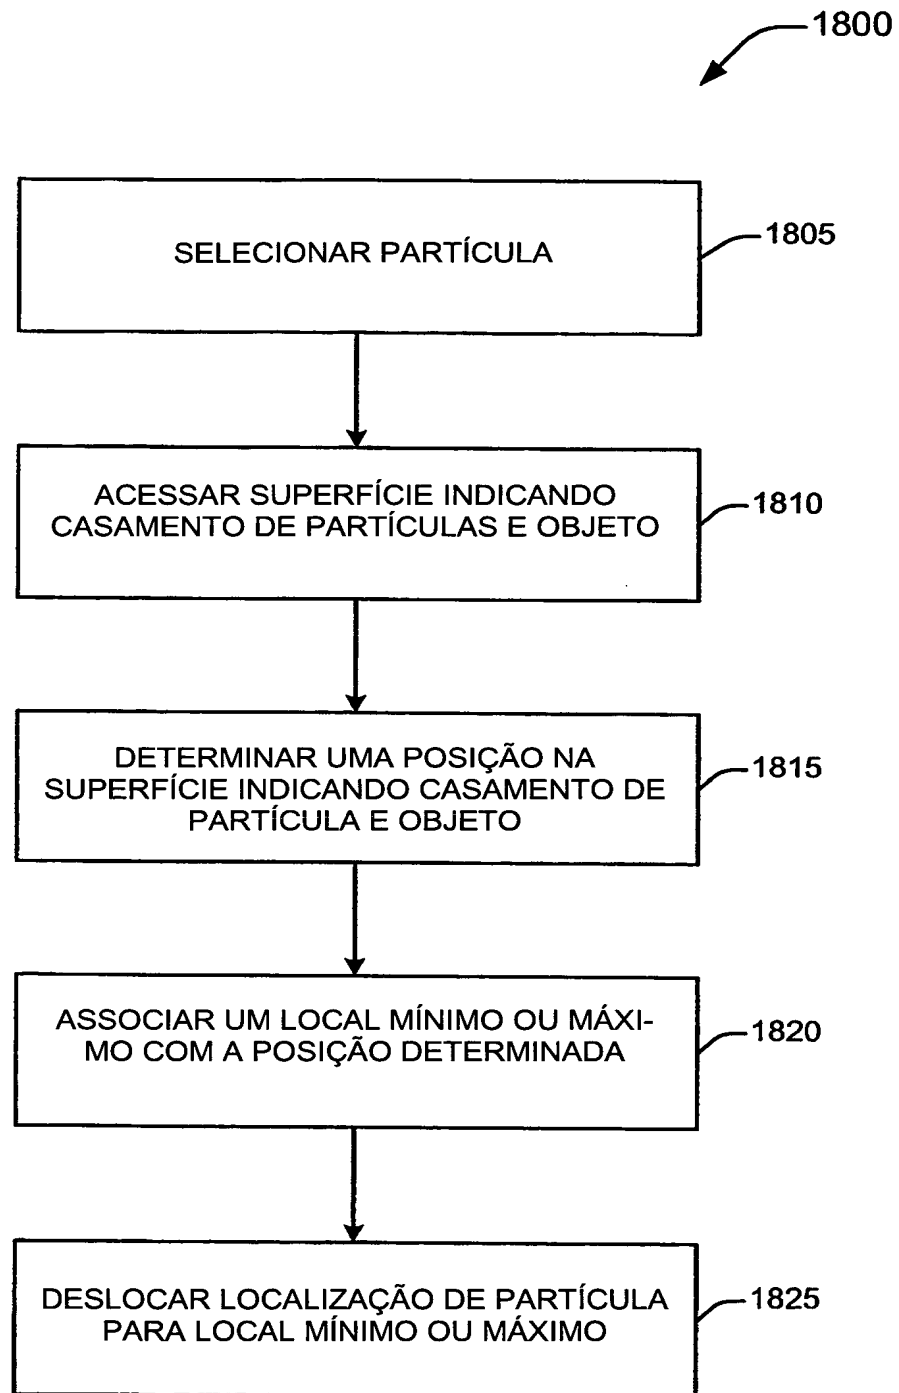 1800
SELECIONAR PARTÍCULA
1805
ACESSAR SUPERFÍCIE INDICANDO
CASAMENTO DE PARTÍCULAS E OBJETO
1810
DETERMINAR UMA POSIÇÃO NA
SUPERFÍCIE INDICANDO CASAMENTO DE
PARTÍCULA E OBJETO
1815
ASSOCIAR UM LOCAL MÍNIMO OU MÁXI-
MO COM A POSIÇÃO DETERMINADA
1820
DESLOCAR LOCALIZAÇÃO DE PARTÍCULA
PARA LOCAL MÍNIMO OU MÁXIMO
1825